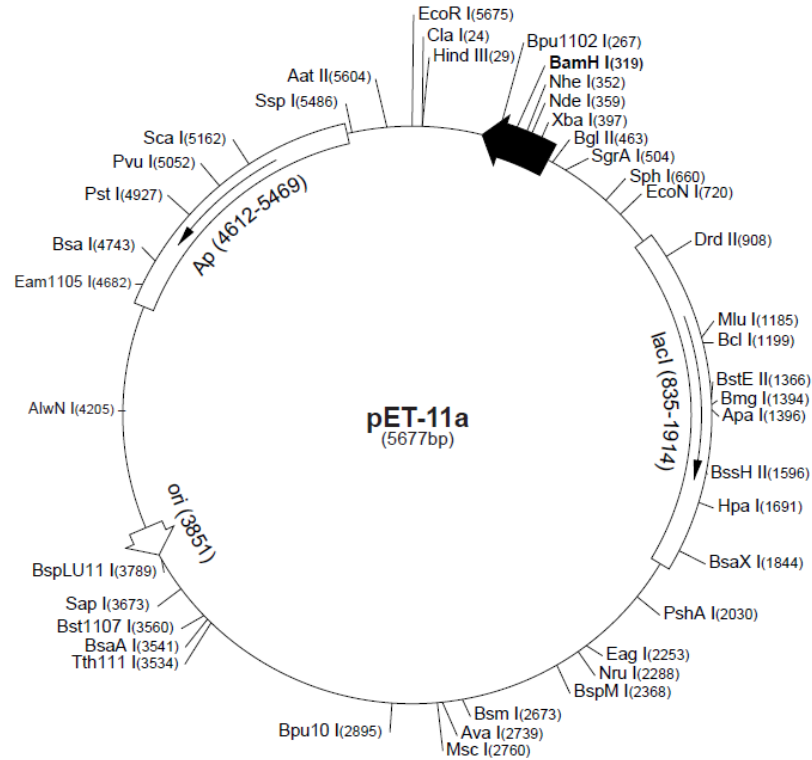 EcoR I(5675)
Cla I(24)
Hind III(29)
Bpu1102 I(267)
BamH I(319)
Nhe I(352)
Nde I(359)
Xba I(397)
Bgl II(463)
SgrA I(504)
Sph I(660)
EcoN I(720)
Drd II(908)
Mlu I(1185)
Bcl I(1199)
BstE II(1366)
Bmg I(1394)
Apa I(1396)
BssH II(1596)
Hpa I(1691)
BsaX I(1844)
PshA I(2030)
Eag I(2253)
Nru I(2288)
BspM I(2368)
Bsm I(2673)
Ava I(2739)
Msc I(2760)
Bpu10 I(2895)
Tth111 I(3534)
BsaA I(3541)
Bst1107 I(3560)
Sap I(3673)
BspLU11 I(3789)
AlwN I(4205)
Eam1105 I(4682)
Bsa I(4743)
Pst I(4927)
Pvu I(5052)
Sca I(5162)
Ssp I(5486)
Aat II(5604)
Ap (4612-5469)
lacI (835-1914)
ori (3851)
pET-11a
(5677bp)